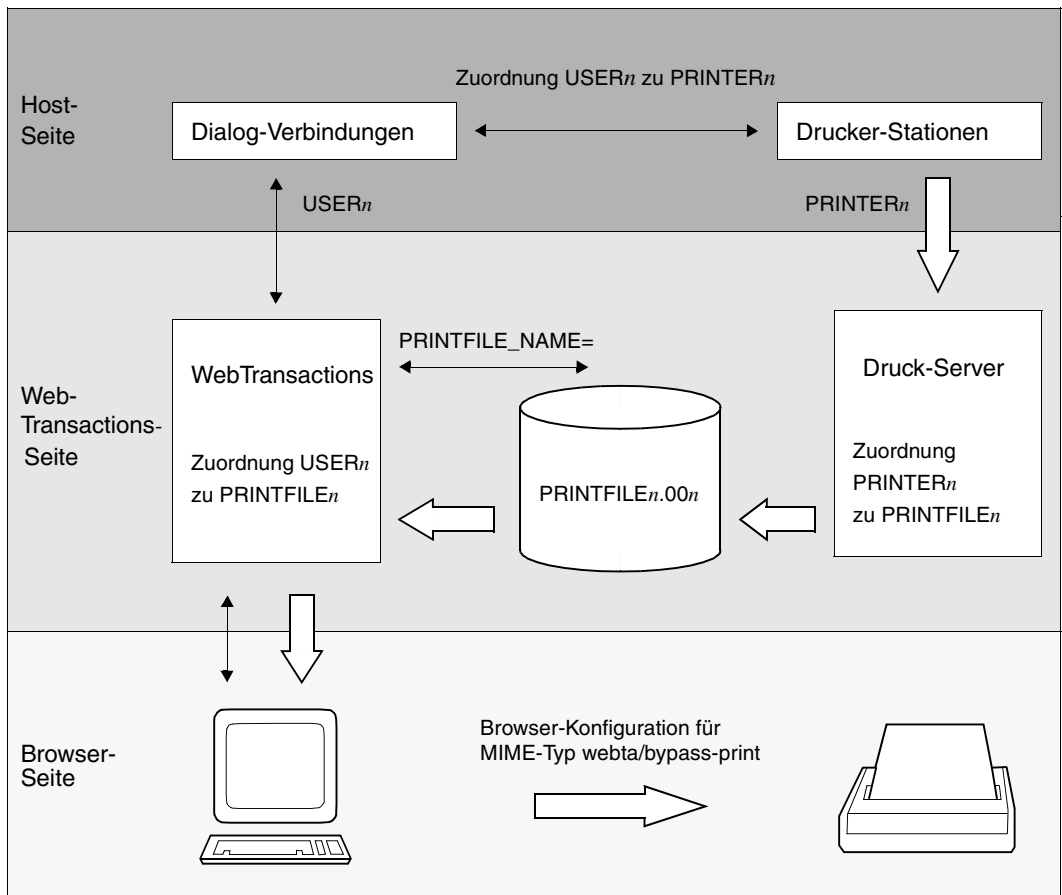 Host-
Seite
Zuordnung USERn zu PRINTERn
Dialog-Verbindungen
Drucker-Stationen
USERn
PRINTERn
Web-
Transactions-
Seite
WebTransactions
Zuordnung USERn
zu PRINTFILEn
PRINTFILE_NAME=
PRINTFILEn.00n
Druck-Server
Zuordnung
PRINTERn
zu PRINTFILEn
Browser-
Seite
Browser-Konfiguration für
MIME-Typ webta/bypass-print